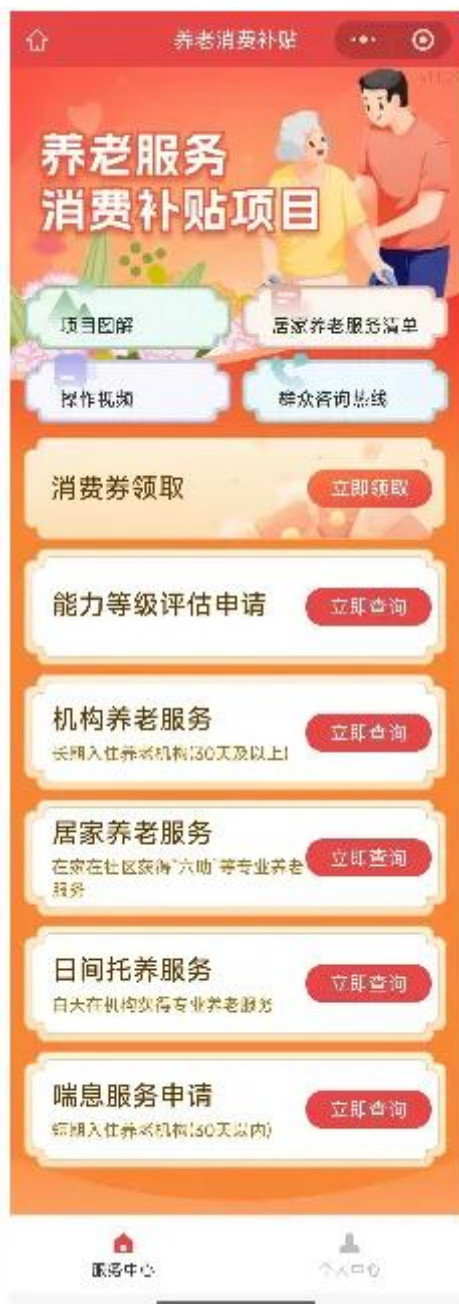 养老消费补贴
养老服务
消费补贴项目
项目图解
居家养老服务清单
操作视频
群众咨询热线
消费券领取
立即领取
能力等级评估申请
立即查询
机构养老服务
长期入住养老机构(30天及以上)
立即查询
居家养老服务
在家在社区获得"六助"等专业养老
服务
立即查询
日间托养服务
白天在机构获得专业养老服务
立即查询
喘息服务申请
短期入住养老机构(30天以内)
立即查询
服务中心
个人中心